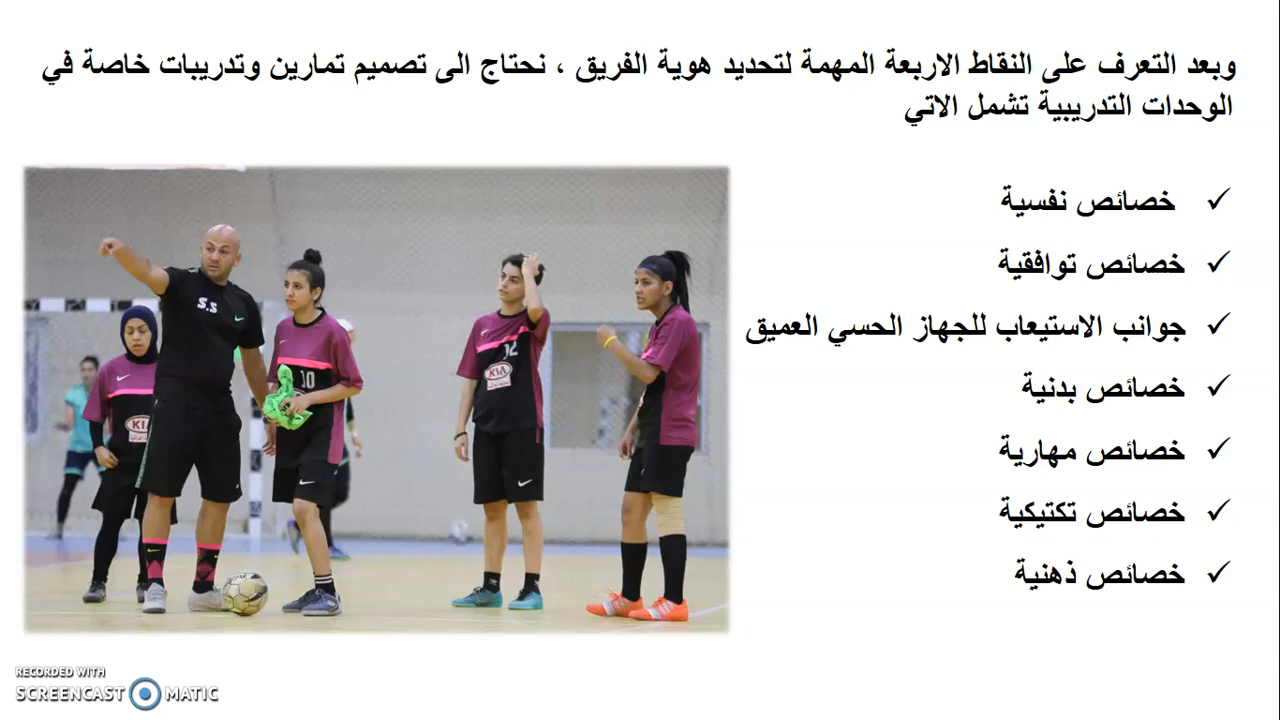 وبعد التعرف على النقاط الاربعة المهمة لتحديد هوية الفريق ، نحتاج الى تصميم تمارين وتدريبات خاصة في
الوحدات التدريبية تشمل الاتي
✓ خصائص نفسية
✓ خصائص توافقية
✓ جوانب الاستيعاب للجهاز الحسي العميق
✓ خصائص بدنية
✓ خصائص مهارية
✓ خصائص تكتيكية
✓ خصائص ذهنية
S.S
10
12
KIA
KIA
RECORDED WITH
SCREENCAST MATIC